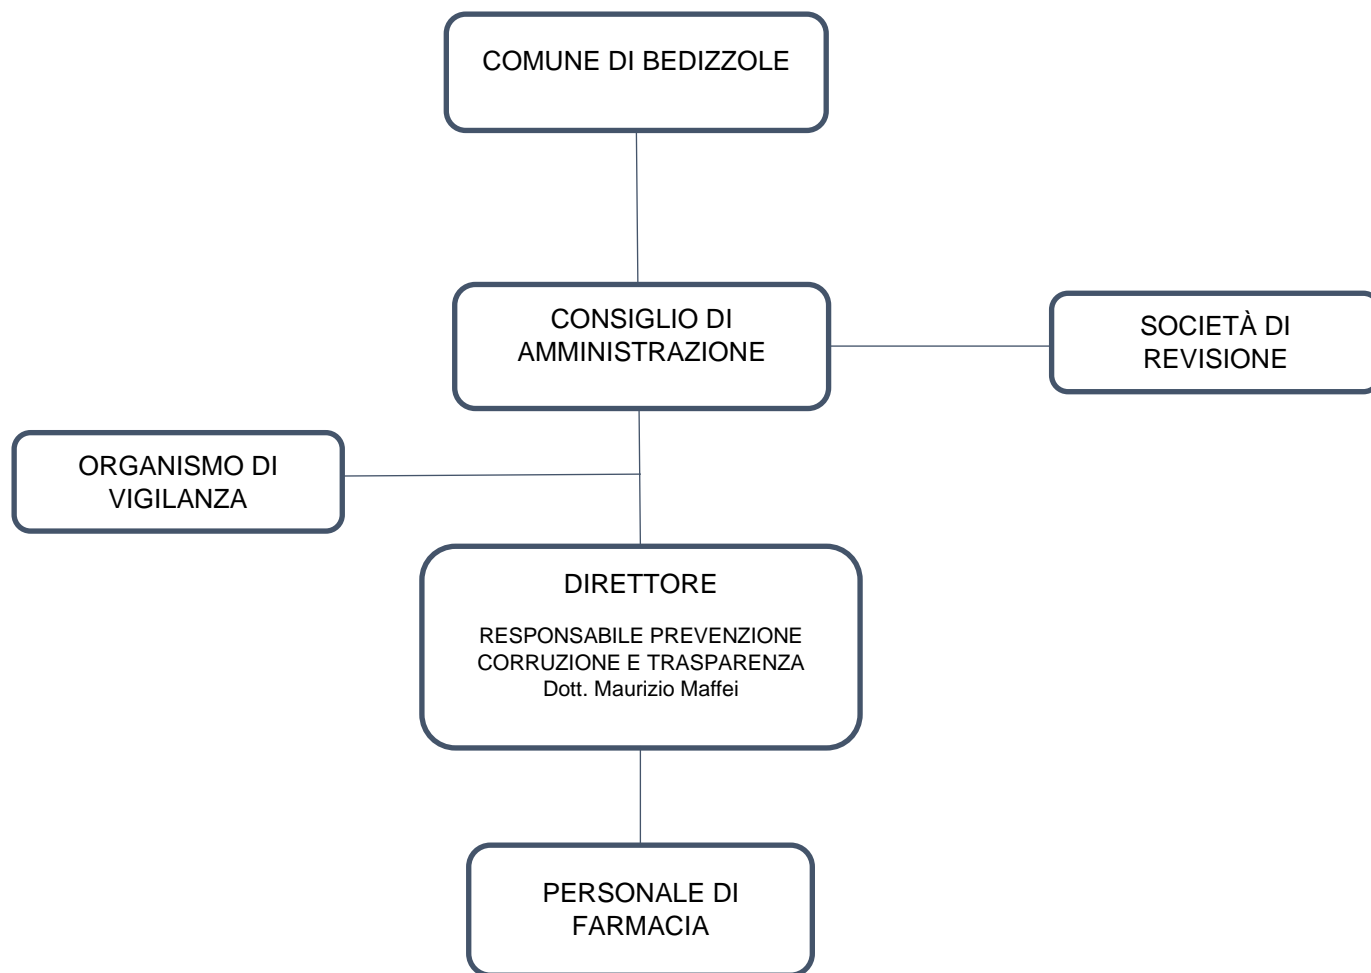 COMUNE DI BEDIZZOLE
CONSIGLIO DI
AMMINISTRAZIONE
SOCIETÀ DI
REVISIONE
ORGANISMO DI
VIGILANZA
DIRETTORE
RESPONSABILE PREVENZIONE
CORRUZIONE E TRASPARENZA
Dott. Maurizio Maffei
PERSONALE DI
FARMACIA